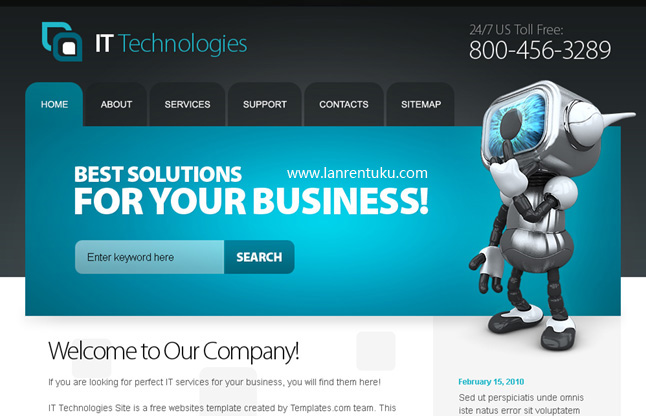 IT Technologies
24/7 US Toll Free:
800-456-3289
HOME ABOUT SERVICES SUPPORT CONTACTS SITEMAP
BEST SOLUTIONS
www.lanrentuku.com
FOR YOUR BUSINESS!
Enter keyword here SEARCH
Welcome to Our Company!
If you are looking for perfect IT services for your business, you will find them here!
IT Technologies Site is a free websites template created by Templates.com team. This
February 15, 2010
Sed ut perspiciatis unde omnis
iste natus error sit voluptatem